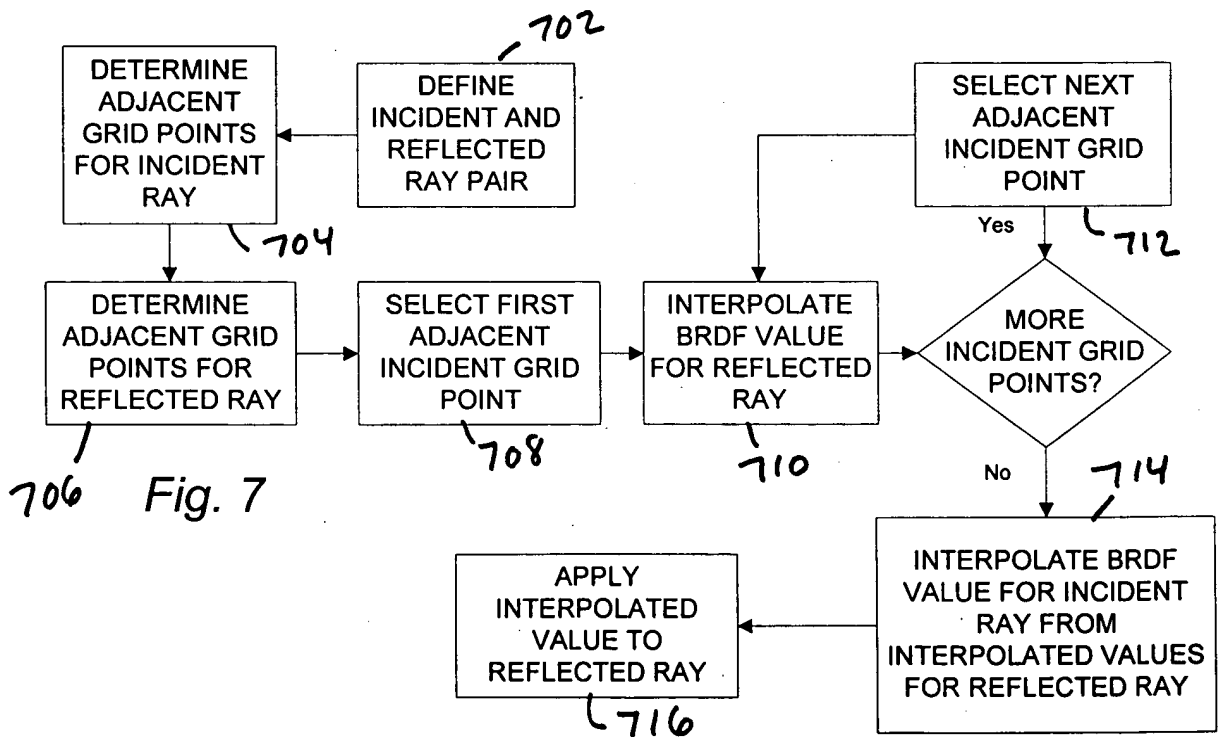 702
DETERMINE
ADJACENT
GRID POINTS
FOR INCIDENT
RAY
704
DEFINE
INCIDENT AND
REFLECTED
RAY PAIR
SELECT NEXT
ADJACENT
INCIDENT GRID
POINT
712
Yes
DETERMINE
ADJACENT GRID
POINTS FOR
REFLECTED RAY
706
SELECT FIRST
ADJACENT
INCIDENT GRID
POINT
708
INTERPOLATE
BRDF VALUE
FOR REFLECTED
RAY
710
MORE
INCIDENT GRID
POINTS?
No
714
Fig. 7
INTERPOLATE BRDF
VALUE FOR INCIDENT
RAY FROM
INTERPOLATED VALUES
FOR REFLECTED RAY
APPLY
INTERPOLATED
VALUE TO
REFLECTED RAY
716